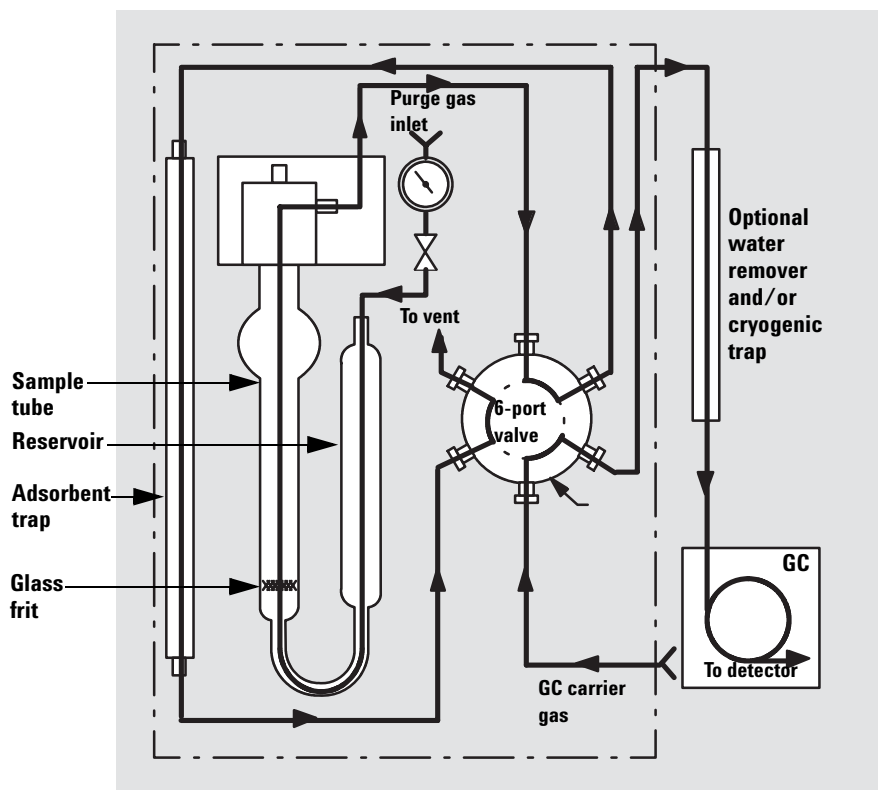 Purge gas
inlet
Optional
water
remover
and/or
cryogenic
trap
To vent
Sample
tube
6-port
valve
Reservoir
Adsorbent
trap
GC
Glass
frit
To detector
GC carrier
gas